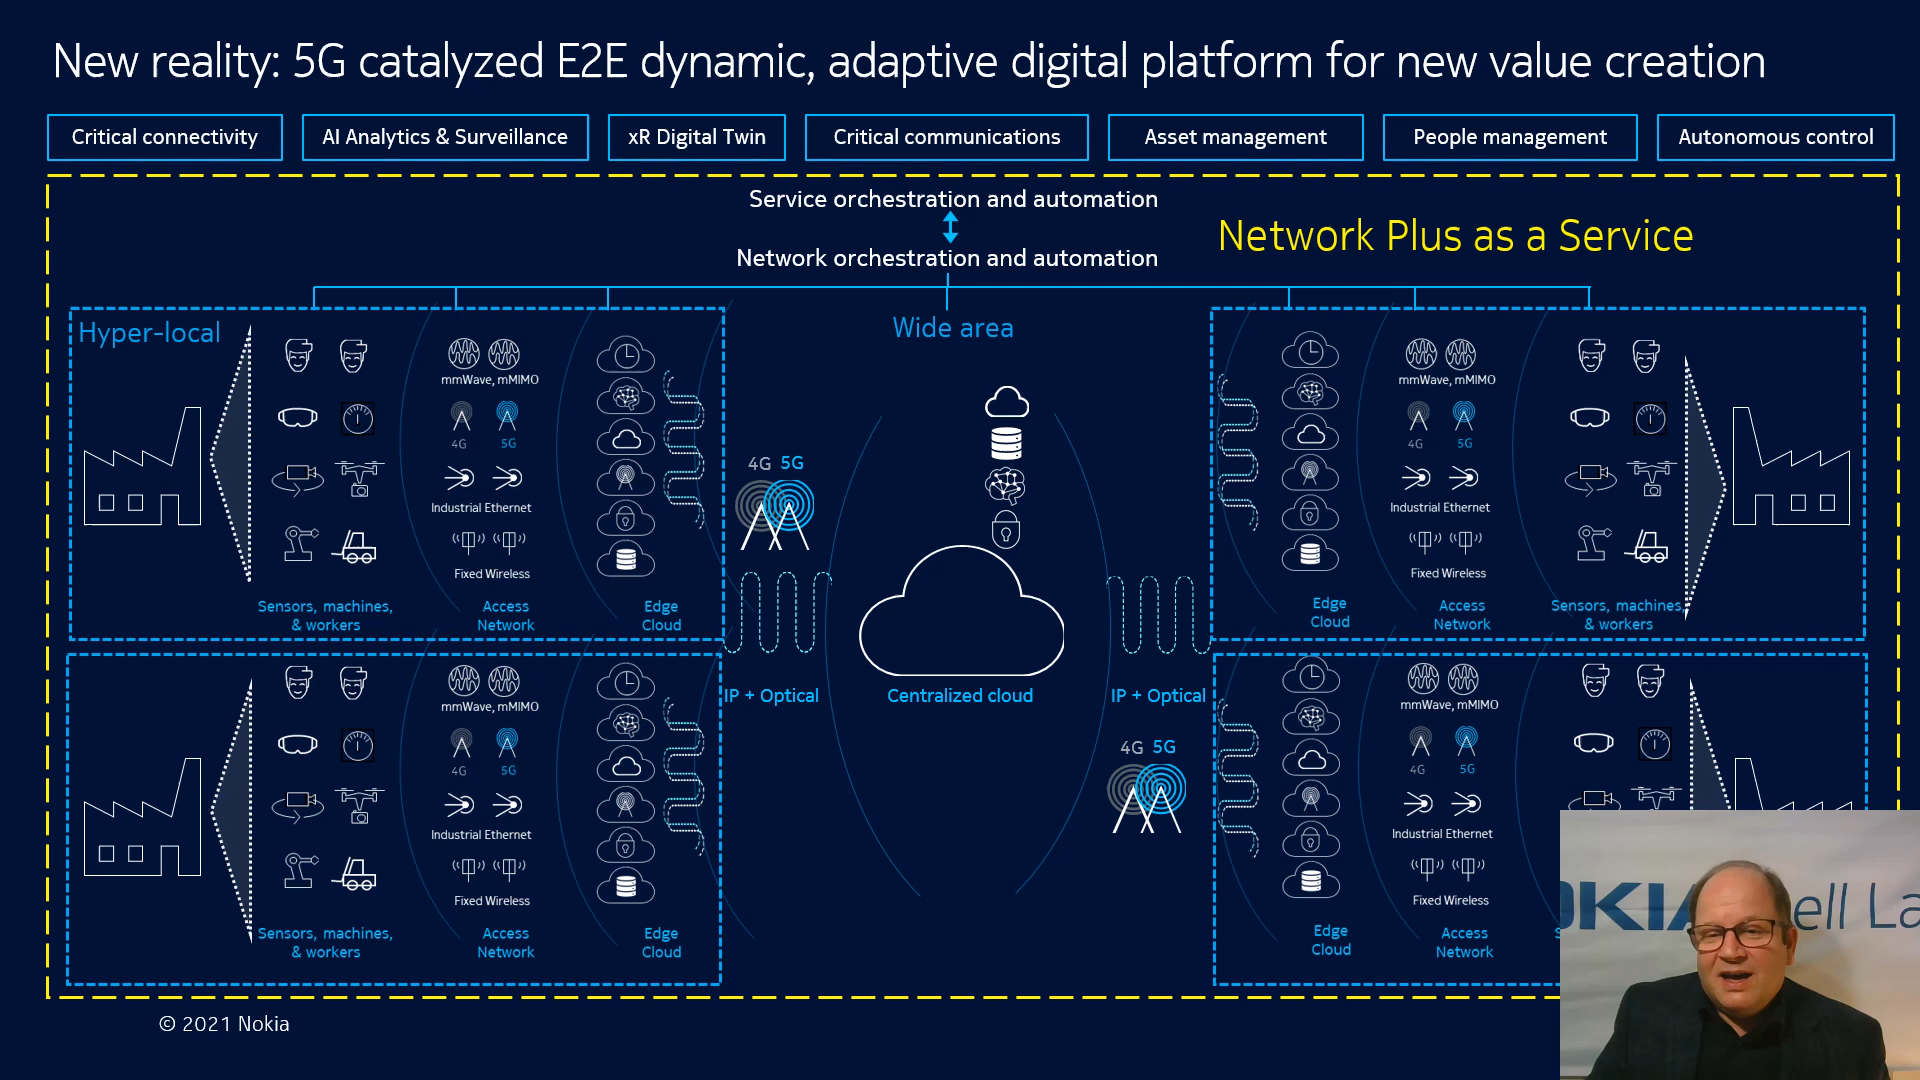 New reality: 5G catalyzed E2E dynamic, adaptive digital platform for new value creation
Critical connectivity
AI Analytics & Surveillance
xR Digital Twin
Critical communications
Asset management
People management
Autonomous control
Service orchestration and automation
Network orchestration and automation
Network Plus as a Service
Hyper-local
mmWave, mMIMO
4G 5G
Industrial Ethernet
Fixed Wireless
Sensors, machines,
& workers
Access
Network
Edge
Cloud
Wide area
4G 5G
IP + Optical
Centralized cloud
IP + Optical
4G 5G
mmWave, mMIMO
4G 5G
Industrial Ethernet
Fixed Wireless
Edge
Cloud
Access
Network
Sensors, machines,
& workers
mmWave, mMIMO
4G 5G
Industrial Ethernet
Fixed Wireless
Sensors, machines,
& workers
Access
Network
Edge
Cloud
mmWave, mMIMO
4G 5G
Industrial Ethernet
Fixed Wireless
Edge
Cloud
Access
Network
© 2021 Nokia